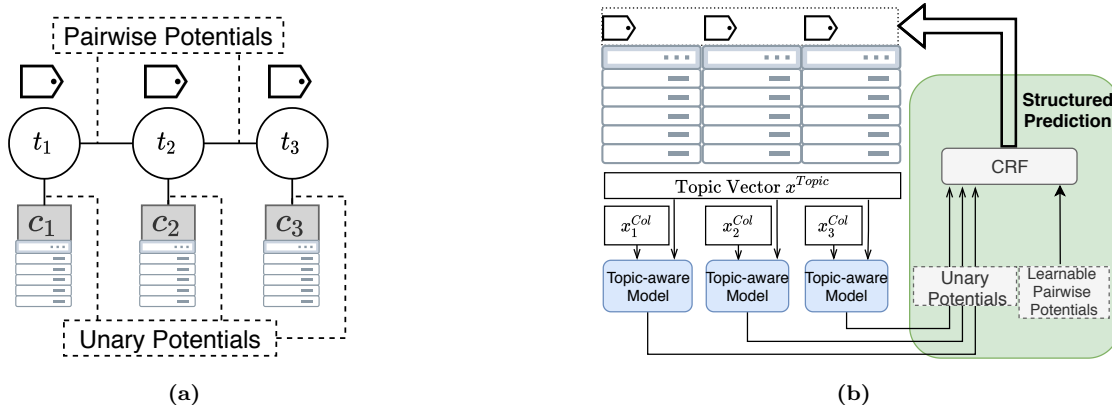 Pairwise Potentials
t₁ t₂ t₃
c₁ c₂ c₃
Unary Potentials
(a)
Structured
Prediction
CRF
Topic Vector x^{Topic}
x₁^{Col} x₂^{Col} x₃^{Col}
Topic-aware
Model
Topic-aware
Model
Topic-aware
Model
Unary
Potentials
Learnable
Pairwise
Potentials
(b)